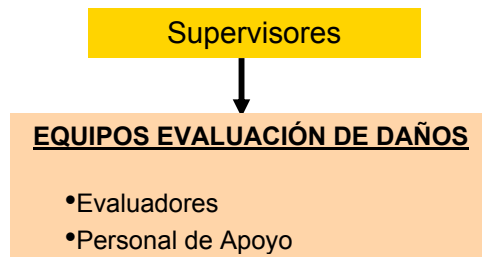 Supervisores
EQUIPOS EVALUACIÓN DE DAÑOS
•Evaluadores
•Personal de Apoyo